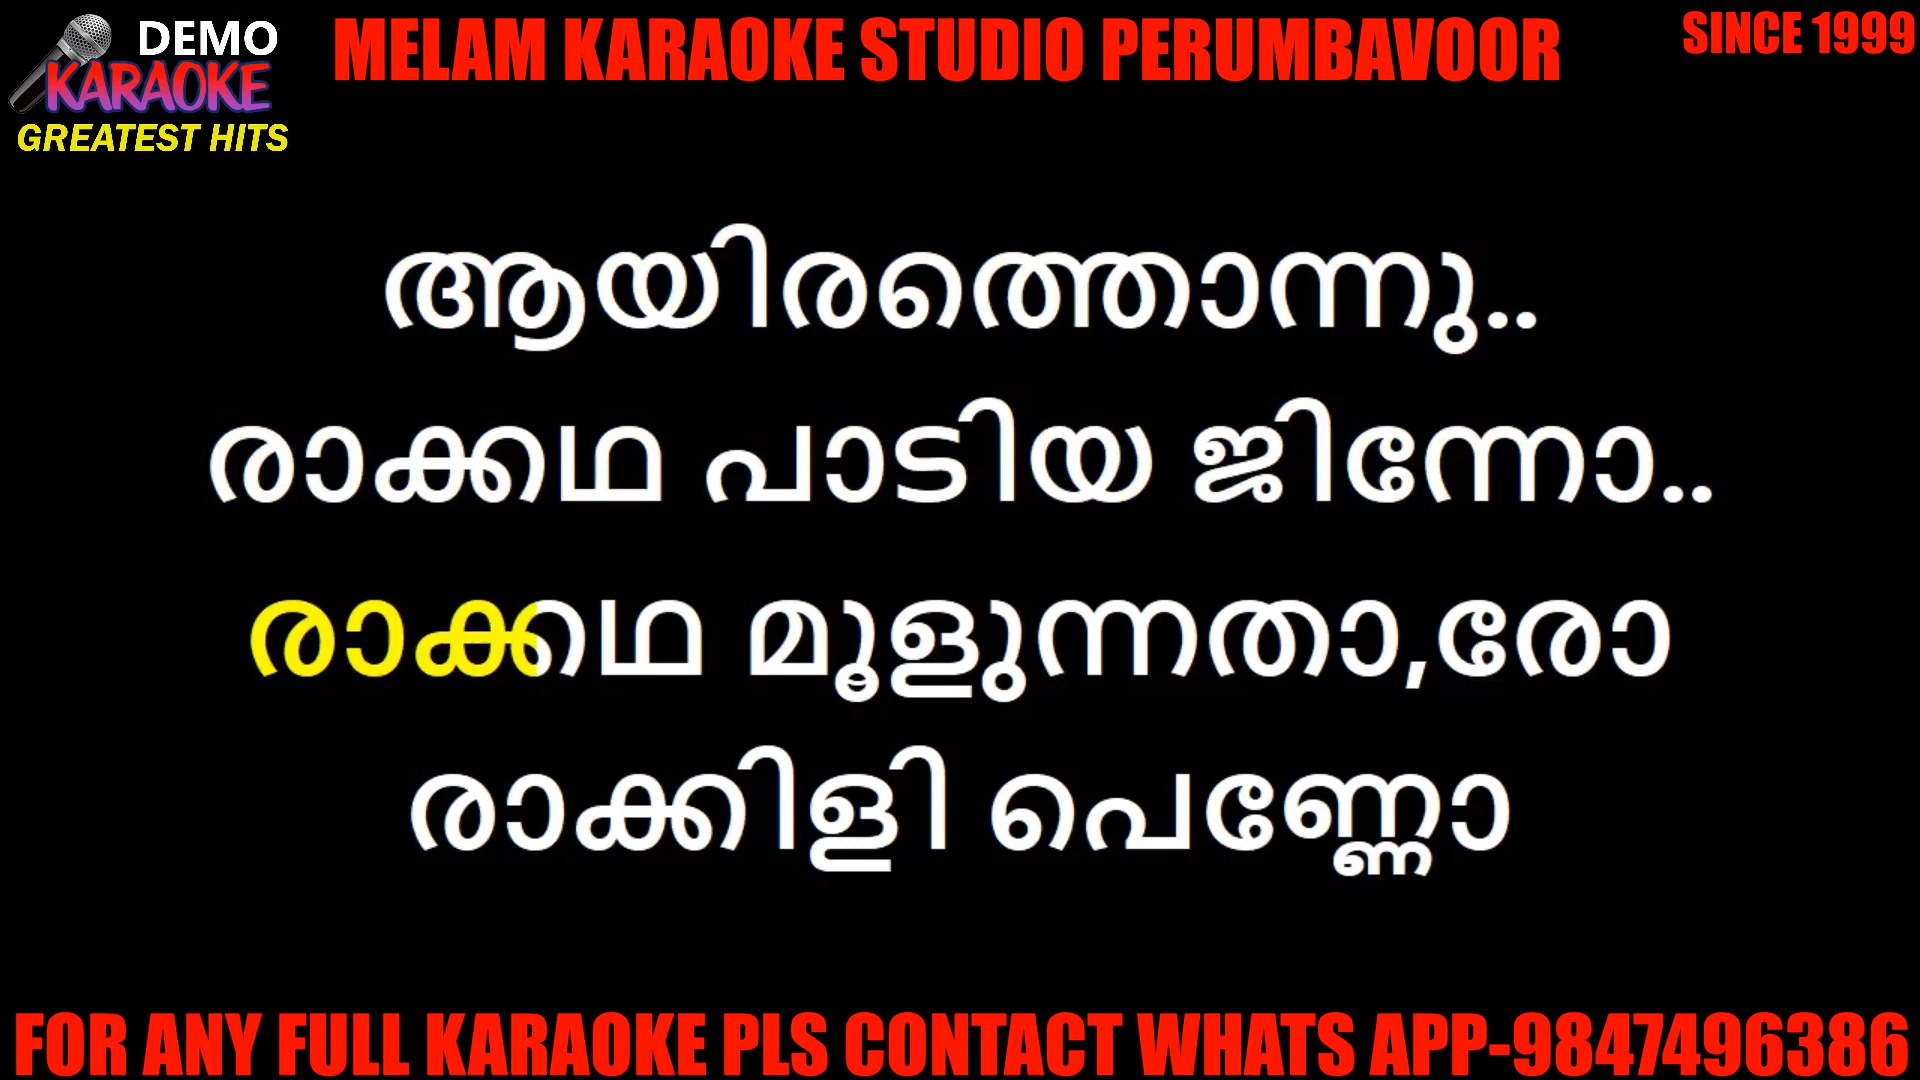 DEMO
KARAOKE
GREATEST HITS
MELAM KARAOKE STUDIO PERUMBAVOOR
SINCE 1999
ആയിരത്തൊന്നു..
രാക്കഥ പാടിയ ജിന്നോ..
രാക്കഥ മൂളുന്നതാ,രോ
രാക്കിളി പെണ്ണോ
FOR ANY FULL KARAOKE PLS CONTACT WHATS APP-9847496386